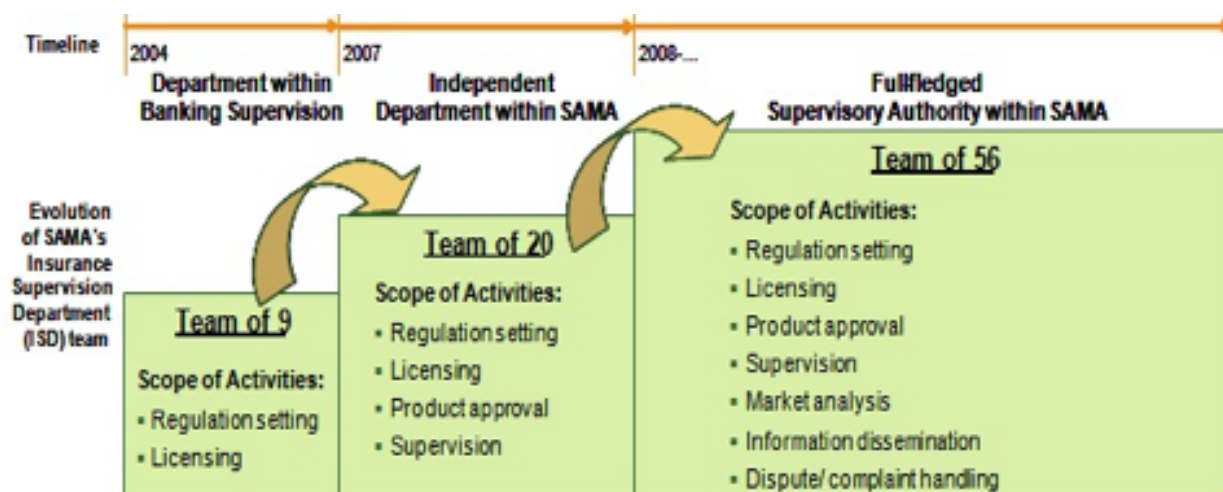 Timeline
2004
2007
2008-...
Department within
Banking Supervision
Independent
Department within SAMA
Fullfledged
Supervisory Authority within SAMA
Evolution
of SAMA's
Insurance
Supervision
Department
(ISD) team
Team of 9
Scope of Activities:
▪ Regulation setting
▪ Licensing
Team of 20
Scope of Activities:
▪ Regulation setting
▪ Licensing
▪ Product approval
▪ Supervision
Team of 56
Scope of Activities:
▪ Regulation setting
▪ Licensing
▪ Product approval
▪ Supervision
▪ Market analysis
▪ Information dissemination
▪ Dispute/ complaint handling